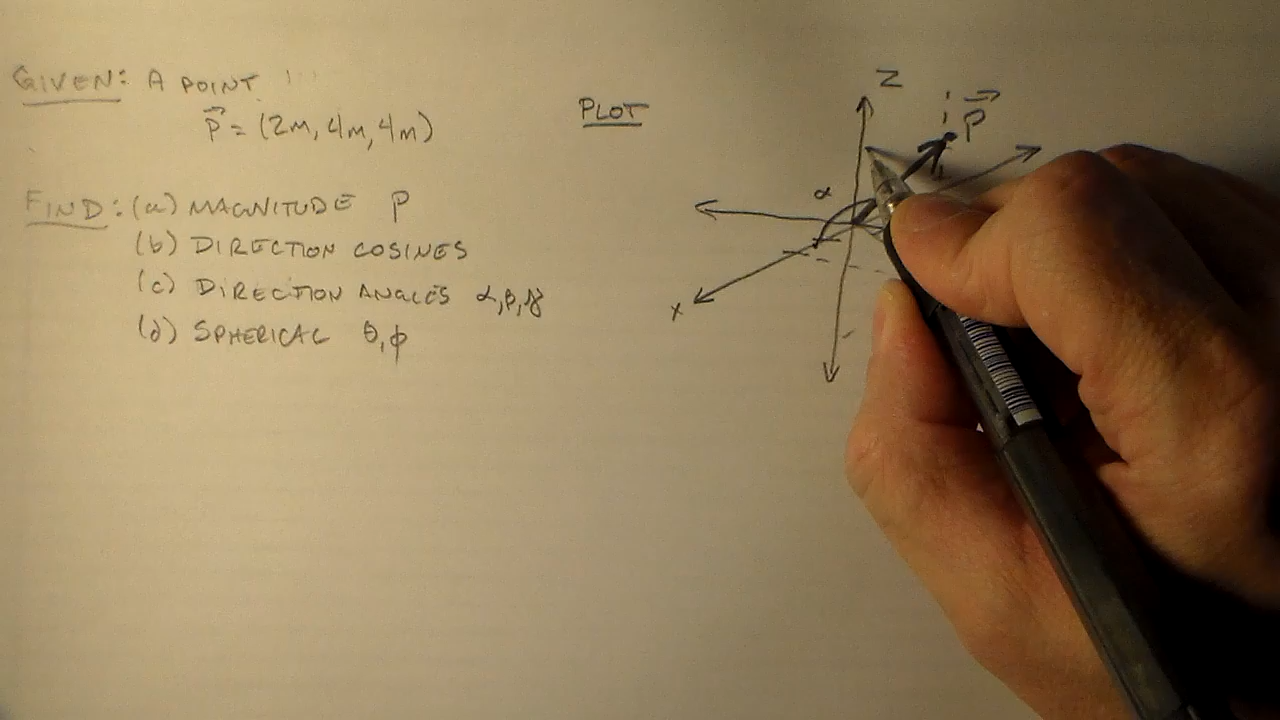 GIVEN: A POINT
P = (2m, 4m, 4m)
FIND: (a) MAGNITUDE P
(b) DIRECTION COSINES
(c) DIRECTION ANGLES α, β, γ
(d) SPHERICAL θ, φ
PLOT
Z
P
α
X